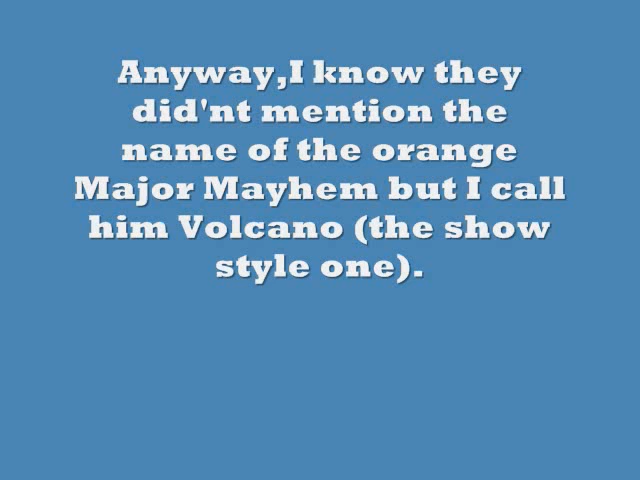 Anyway,I know they
did'nt mention the
name of the orange
Major Mayhem but I call
him Volcano (the show
style one).